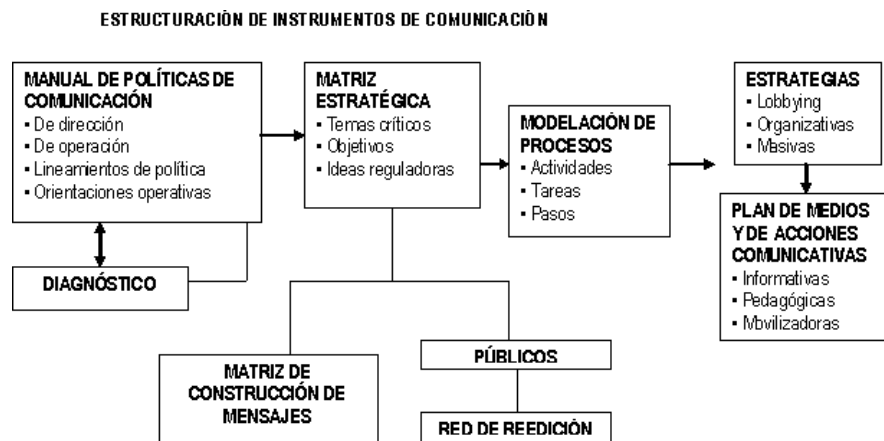 ESTRUCTURACIÓN DE INSTRUMENTOS DE COMUNICACIÓN
MANUAL DE POLÍTICAS DE
COMUNICACIÓN
▪ De dirección
▪ De operación
▪ Lineamientos de política
▪ Orientaciones operativas
DIAGNÓSTICO
MATRIZ
ESTRATÉGICA
▪ Temas críticos
▪ Objetivos
▪ Ideas reguladoras
MODELACIÓN DE
PROCESOS
▪ Actividades
▪ Tareas
▪ Pasos
ESTRATEGIAS
▪ Lobbying
▪ Organizativas
▪ Masivas
PLAN DE MEDIOS
Y DE ACCIONES
COMUNICATIVAS
▪ Informativas
▪ Pedagógicas
▪ Movilizadoras
MATRIZ DE
CONSTRUCCIÓN DE
MENSAJES
PÚBLICOS
RED DE REEDICIÓN